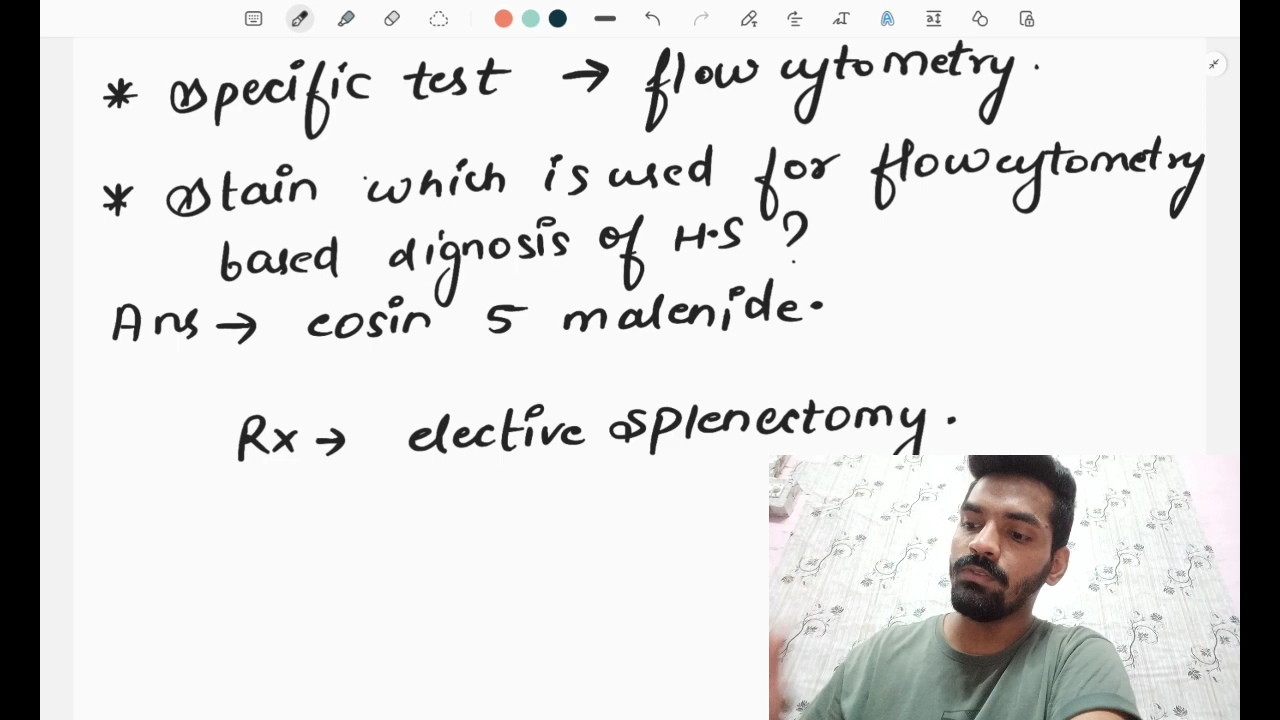 * specific test → flow cytometry.
* stain which is used for flowcytometry
based dignosis of H.S ?
Ans → eosin 5 malenide.
Rx → elective splenectomy.